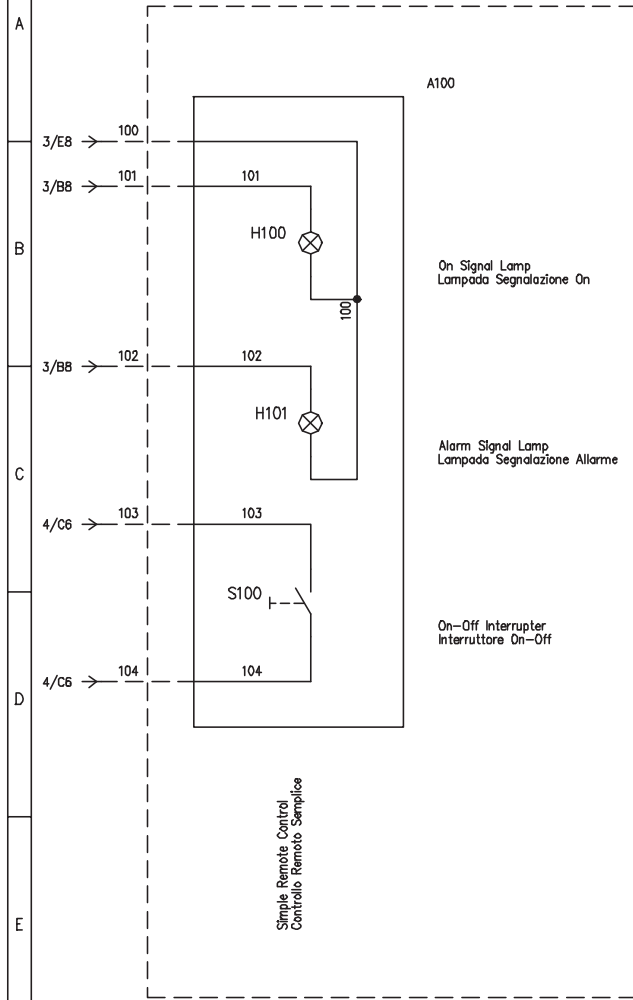 A
A100
3/E8
100
3/B8
101
101
H100
B
On Signal Lamp
Lampada Segnalazione On
100
3/B8
102
102
H101
Alarm Signal Lamp
Lampada Segnalazione Allarme
C
4/C6
103
103
S100
On-Off Interrupter
Interruttore On-Off
4/C6
104
104
D
Simple Remote Control
Controllo Remoto Semplice
E